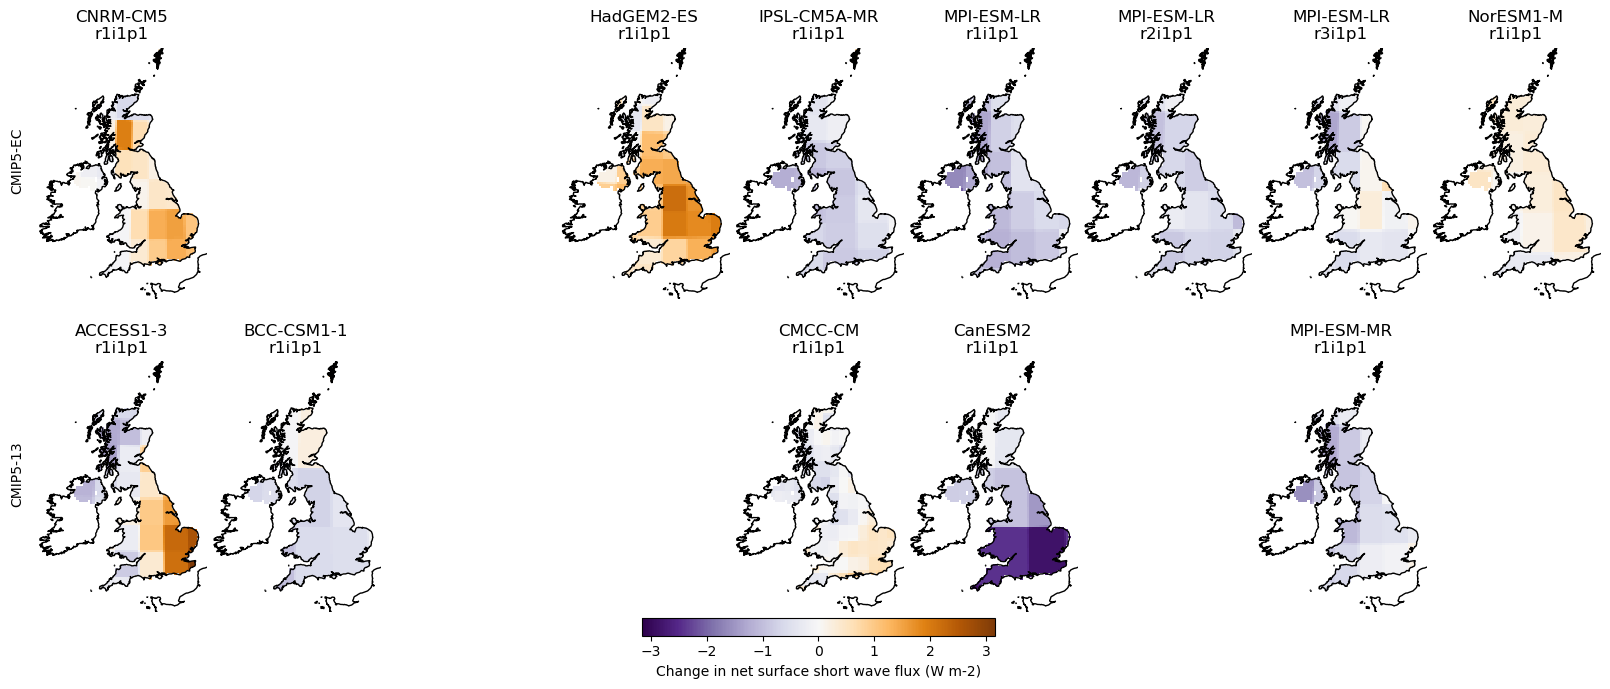 CNRM-CM5
r1i1p1
HadGEM2-ES
r1i1p1
IPSL-CM5A-MR
r1i1p1
MPI-ESM-LR
r1i1p1
MPI-ESM-LR
r2i1p1
MPI-ESM-LR
r3i1p1
NorESM1-M
r1i1p1
CMIP5-EC
ACCESS1-3
r1i1p1
BCC-CSM1-1
r1i1p1
CMCC-CM
r1i1p1
CanESM2
r1i1p1
MPI-ESM-MR
r1i1p1
CMIP5-13
−3 −2 −1 0 1 2 3
Change in net surface short wave flux (W m-2)